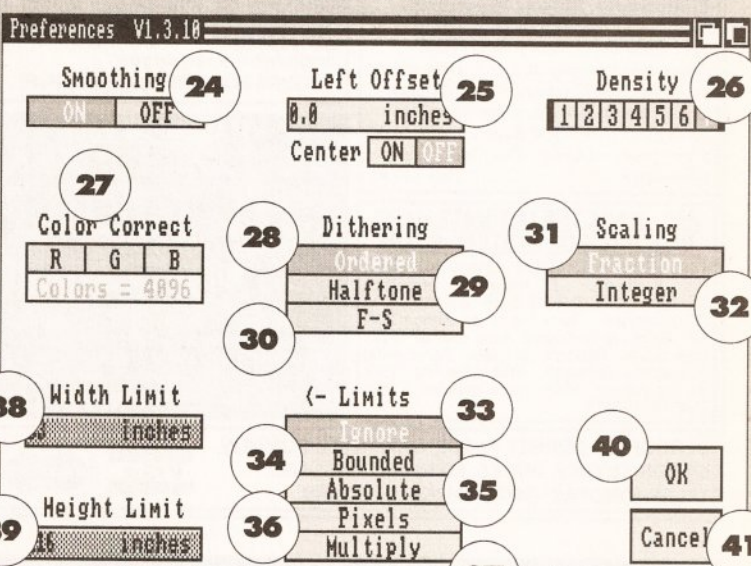 Preferences V1.3.10
Smoothing 24
ON OFF
Left Offset 25
0.0 inches
Center ON OFF
Density 26
1 2 3 4 5 6
27
Color Correct
R G B
Colors = 4096
28 Dithering
Ordered
Halftone 29
F-S
30
31 Scaling
Fraction
Integer 32
38 Width Limit
inches
<- Limits 33
Ignore
34 Bounded
Absolute 35
36 Pixels
Multiply
39 Height Limit
16 inches
40
OK
Cancel 41